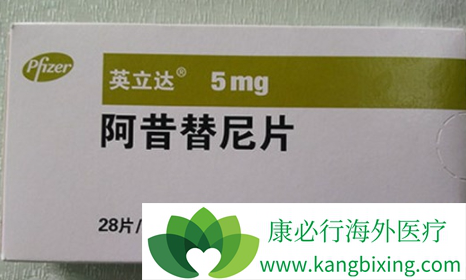 Pfizer
英立达® 5mg
阿昔替尼片
28片/
康必行海外医疗
www.kangbixing.com